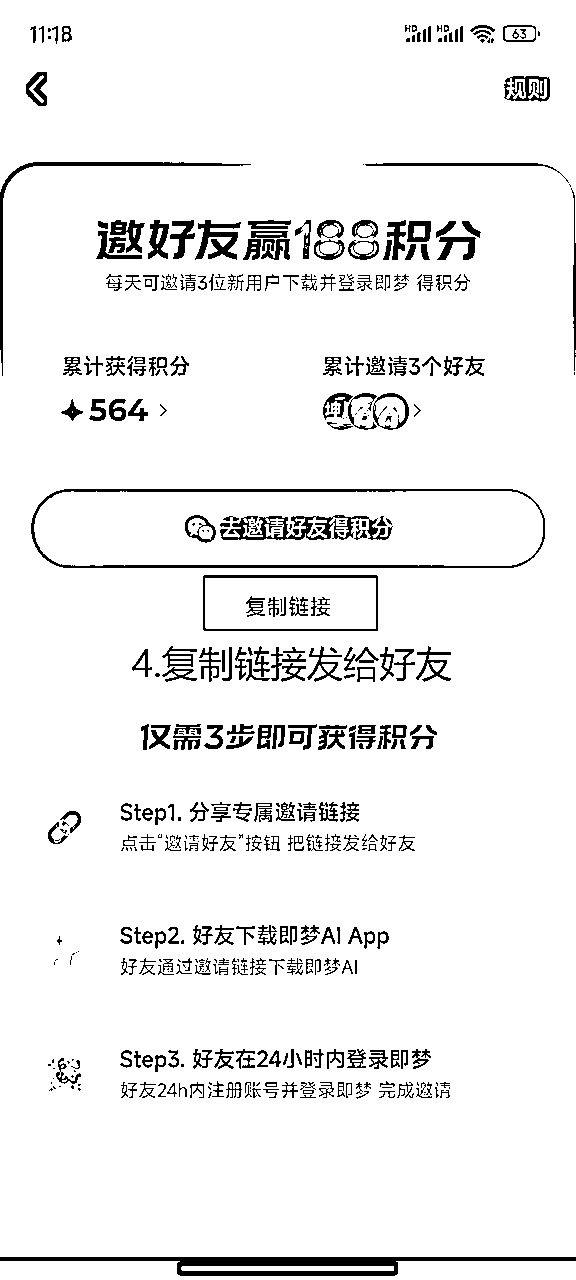 11:18
HD HD 63
规则
邀好友赢188积分
每天可邀请3位新用户下载并登录即梦 得积分
累计获得积分
累计邀请3个好友
564
去邀请好友得积分
复制链接
4.复制链接发给好友
仅需3步即可获得积分
Step1. 分享专属邀请链接
点击“邀请好友”按钮 把链接发给好友
Step2. 好友下载即梦AI App
好友通过邀请链接下载即梦AI
Step3. 好友在24小时内登录即梦
好友24h内注册账号并登录即梦 完成邀请